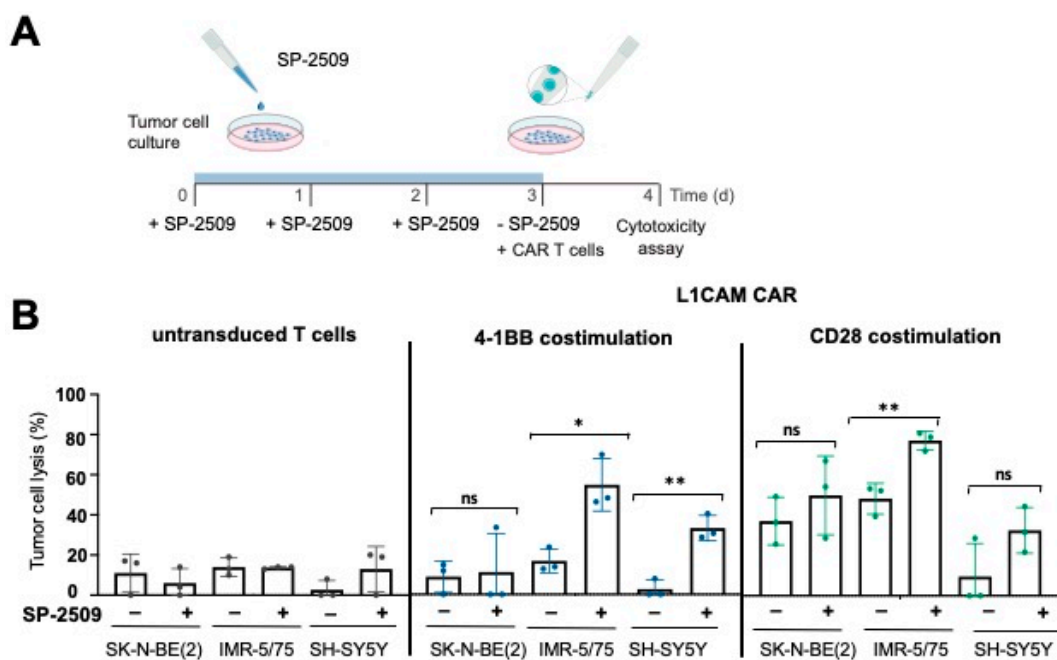 A
SP-2509
Tumor cell
culture
0 1 2 3 4 Time (d)
+ SP-2509 + SP-2509 + SP-2509 - SP-2509 Cytotoxicity
+ CAR T cells assay
L1CAM CAR
B
untransduced T cells 4-1BB costimulation CD28 costimulation
Tumor cell lysis (%)
100
80
60
40
20
0
ns * ** ns ** ns
SP-2509 – + – + – + – + – + – + – + – + – +
SK-N-BE(2) IMR-5/75 SH-SY5Y SK-N-BE(2) IMR-5/75 SH-SY5Y SK-N-BE(2) IMR-5/75 SH-SY5Y